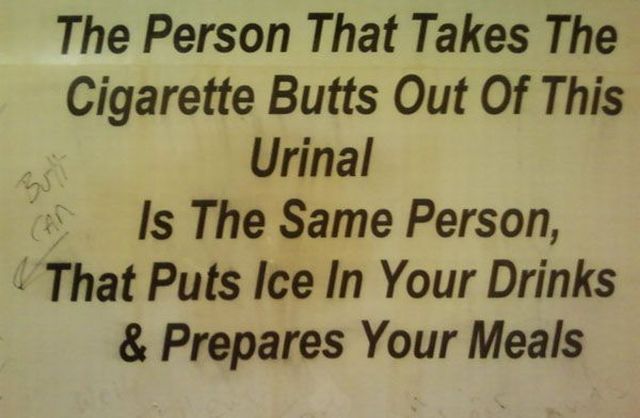 The Person That Takes The
Cigarette Butts Out Of This
Urinal
Is The Same Person,
That Puts Ice In Your Drinks
& Prepares Your Meals
Butt
CAN